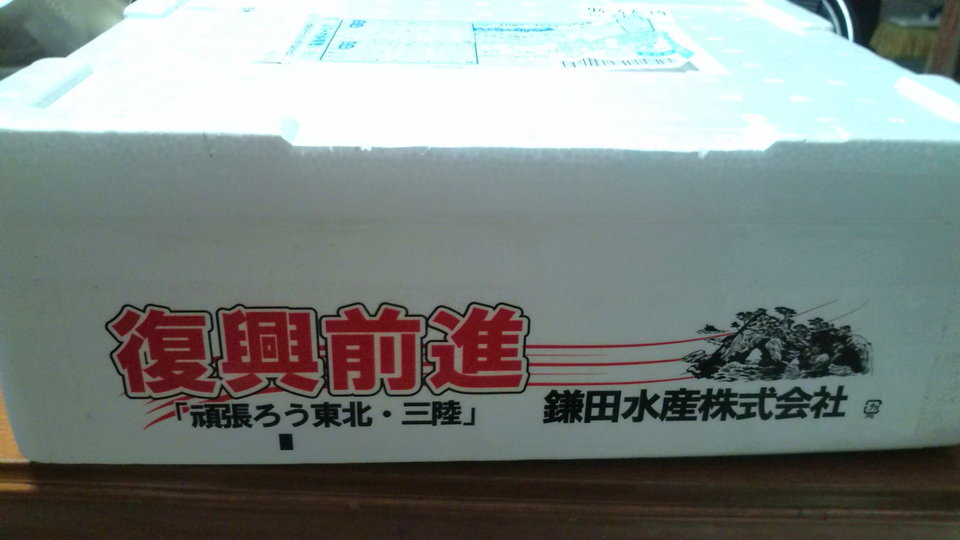 復興前進
「頑張ろう東北・三陸」
鎌田水産株式会社